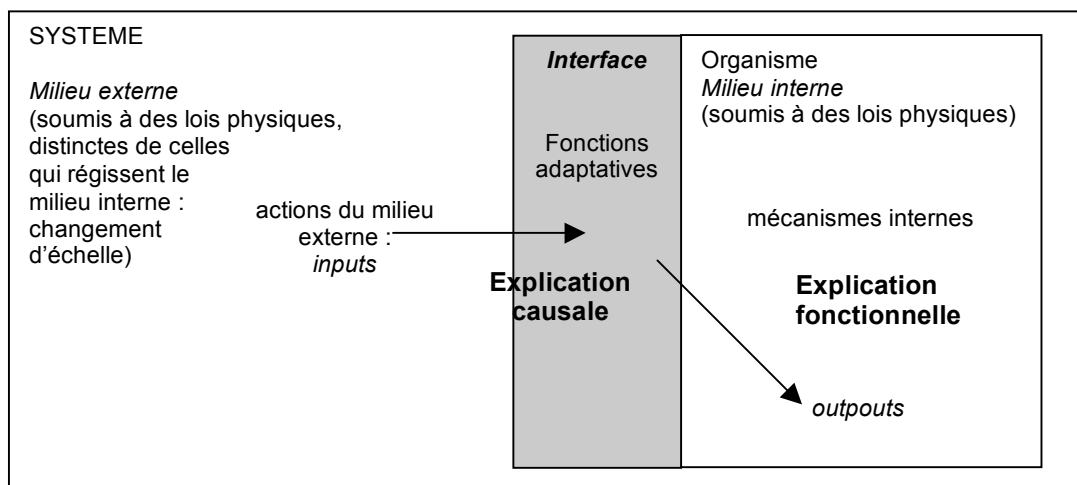 SYSTEME
Milieu externe
(soumis à des lois physiques,
distinctes de celles
qui régissent le
milieu interne :
changement
d'échelle)
actions du milieu
externe :
inputs
Interface
Fonctions
adaptatives
Explication
causale
Organisme
Milieu interne
(soumis à des lois physiques)
mécanismes internes
Explication
fonctionnelle
outpouts